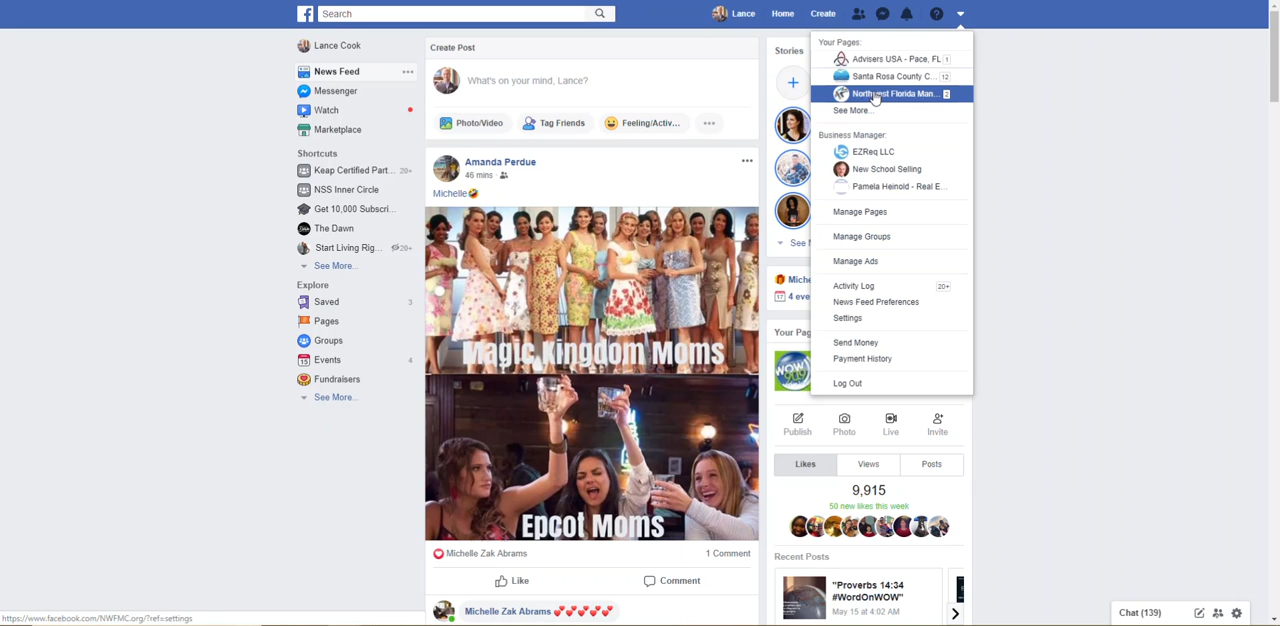 Search
Lance
Home
Create
Lance Cook
News Feed
Messenger
Watch
Marketplace
Shortcuts
Keap Certified Part... 20+
NSS Inner Circle
Get 10,000 Subscri...
The Dawn
Start Living Rig... 20+
See More...
Explore
Saved 3
Pages
Groups
Events 4
Fundraisers
See More...
Create Post
What's on your mind, Lance?
Photo/Video
Tag Friends
Feeling/Activ...
Amanda Perdue
46 mins
Michelle🤣
Magic Kingdom Moms
Epcot Moms
Michelle Zak Abrams
1 Comment
Like
Comment
Michelle Zak Abrams 💕💕💕💕💕
Stories
See M
Miche
4 eve
Your Pag
WOW
Your Pages:
Advisers USA - Pace, FL 1
Santa Rosa County C... 12
Northwest Florida Man... 2
See More...
Business Manager:
EZReq LLC
New School Selling
Pamela Heinold - Real E...
Manage Pages
Manage Groups
Manage Ads
Activity Log 20+
News Feed Preferences
Settings
Send Money
Payment History
Log Out
Publish
Photo
Live
Invite
Likes
Views
Posts
9,915
50 new likes this week
Recent Posts
"Proverbs 14:34
#WordOnWOW"
May 15 at 4:02 AM
Chat (139)
https://www.facebook.com/NWFMC.org/?ref=settings